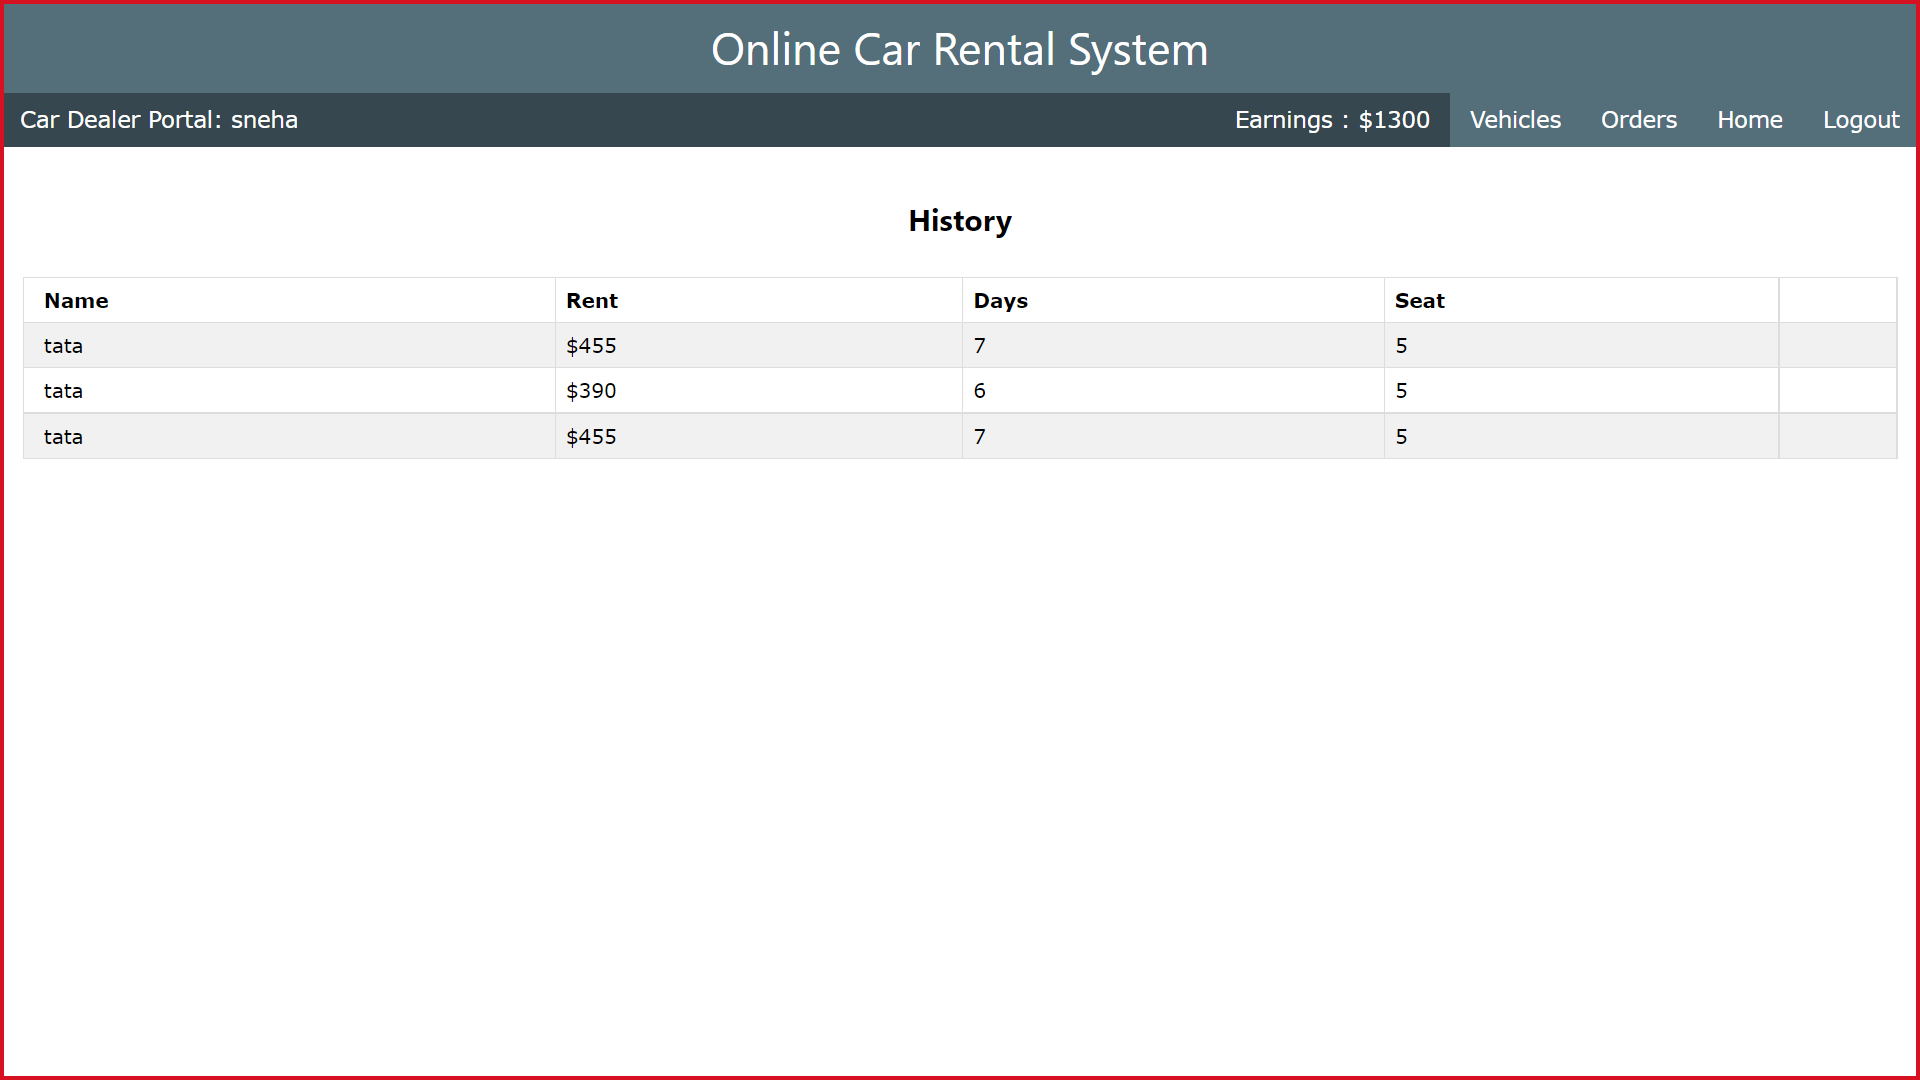 Online Car Rental System
Car Dealer Portal: sneha Earnings : $1300 Vehicles Orders Home Logout
History
Name Rent Days Seat
tata $455 7 5
tata $390 6 5
tata $455 7 5